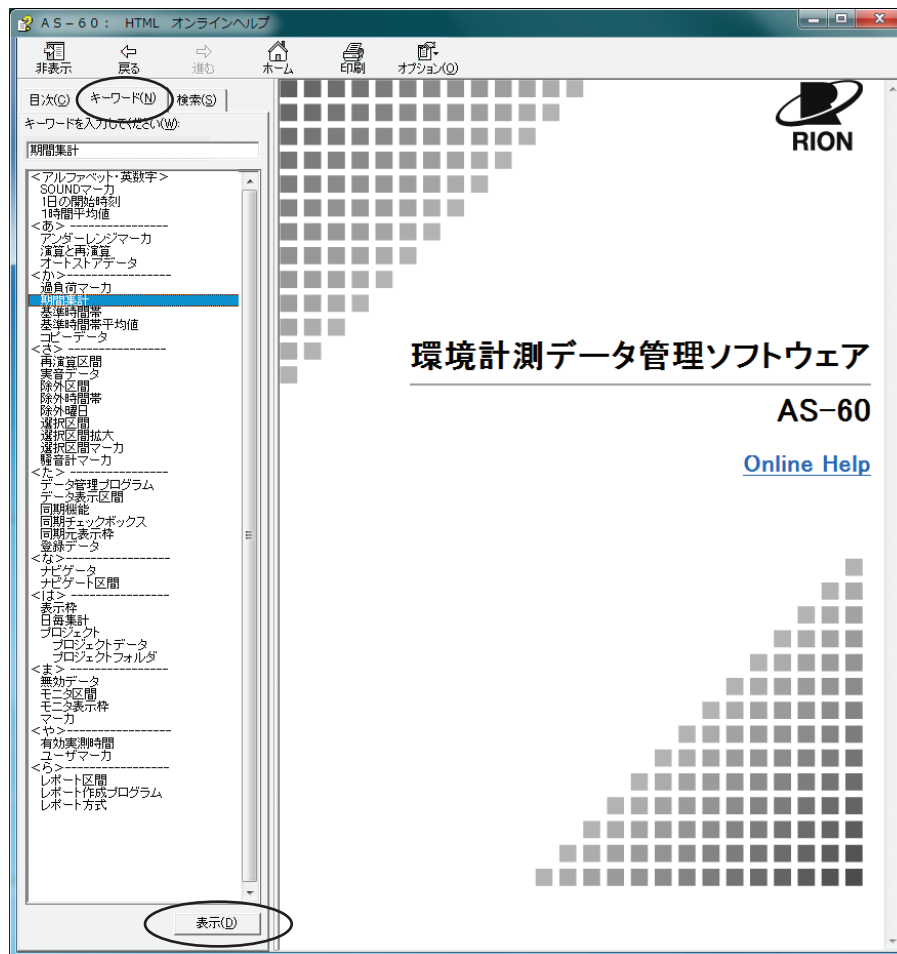 AS-60: HTML オンラインヘルプ
非表示 戻る 進む ホーム 印刷 オプション(O)
目次(C) キーワード(N) 検索(S)
キーワードを入力してください(W):
期間集計
<アルファベット・英数字>
SOUNDマーカ
1日の開始時刻
1時間平均値
<あ> -----------------
アンダーレンジマーカ
演算と再演算
オートストアデータ
<か>------------------
過負荷マーカ
期間集計
基準時間帯
基準時間帯平均値
コピーデータ
<さ> -----------------
再演算区間
実音データ
除外区間
除外時間帯
除外曜日
選択区間
選択区間拡大
選択区間マーカ
騒音計マーカ
<た> -----------------
データ管理プログラム
データ表示区間
同期機能
同期チェックボックス
同期元表示枠
登録データ
<な>------------------
ナビゲータ
ナビゲート区間
<は> -----------------
表示枠
日毎集計
プロジェクト
プロジェクトデータ
プロジェクトフォルダ
<ま> -----------------
無効データ
モニタ区間
モニタ表示枠
マーカ
<や>------------------
有効実測時間
ユーザマーカ
<ら>------------------
レポート区間
レポート作成プログラム
レポート方式
表示(D)
RION
環境計測データ管理ソフトウェア
AS-60
Online Help